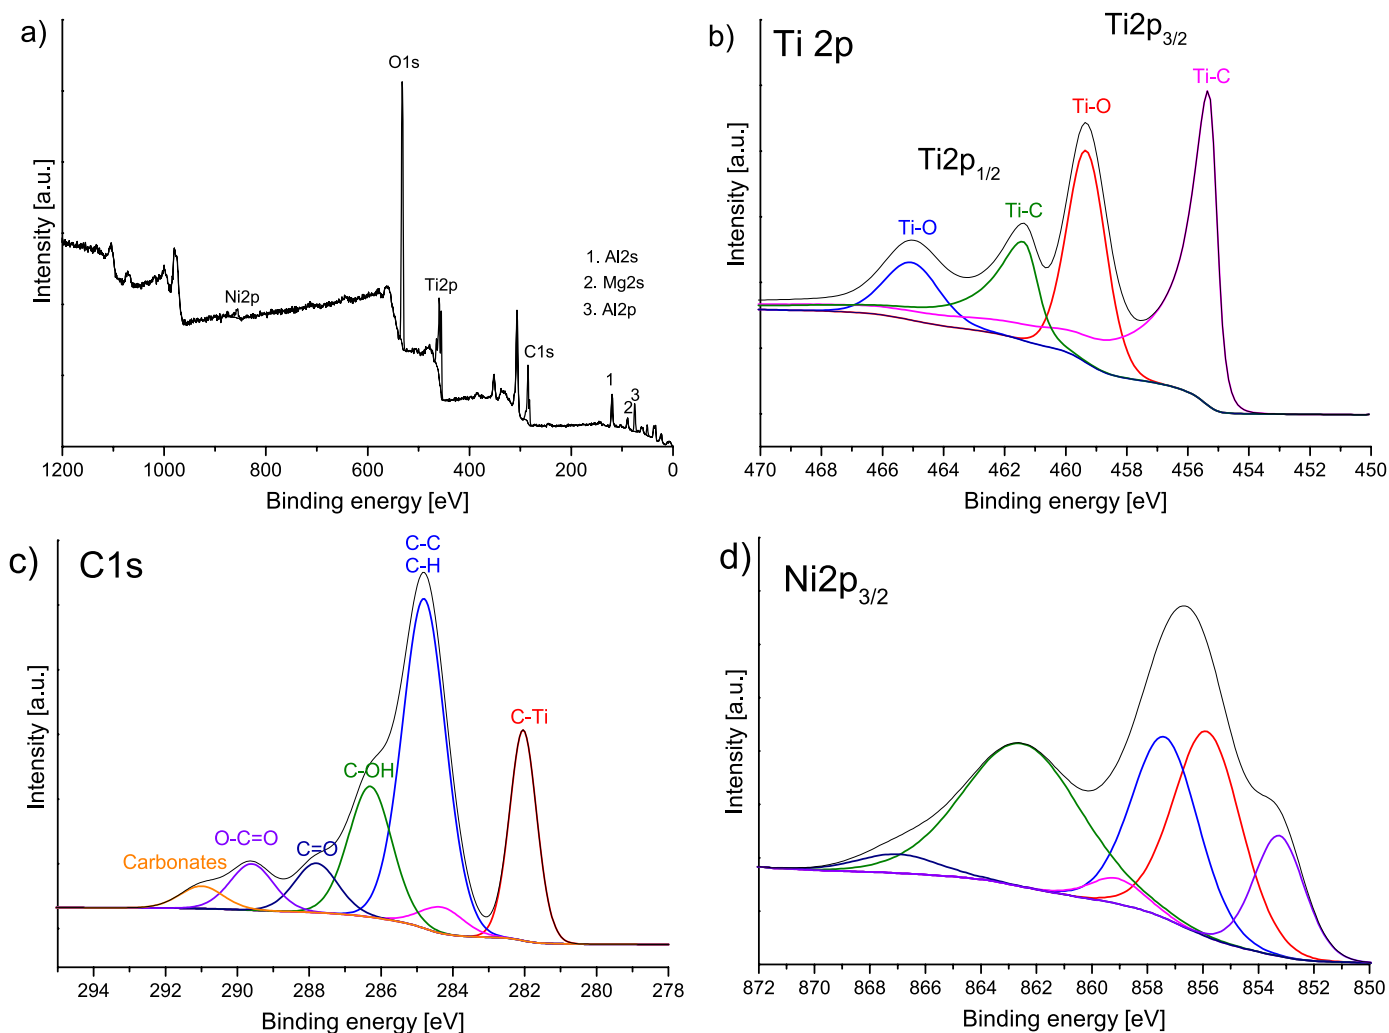 a)
O1s
Ni2p
Ti2p
C1s
1. Al2s
2. Mg2s
3. Al2p
1
2
3
Intensity [a.u.]
1200 1000 800 600 400 200 0
Binding energy [eV]
b)
Ti 2p
Ti2p3/2
Ti-C
Ti-O
Ti2p1/2
Ti-C
Ti-O
Intensity [a.u.]
470 468 466 464 462 460 458 456 454 452 450
Binding energy [eV]
c)
C1s
C-C
C-H
C-Ti
C-OH
O-C=O
C=O
Carbonates
Intensity [a.u.]
294 292 290 288 286 284 282 280 278
Binding energy [eV]
d)
Ni2p3/2
Intensity [a.u.]
872 870 868 866 864 862 860 858 856 854 852 850
Binding energy [eV]